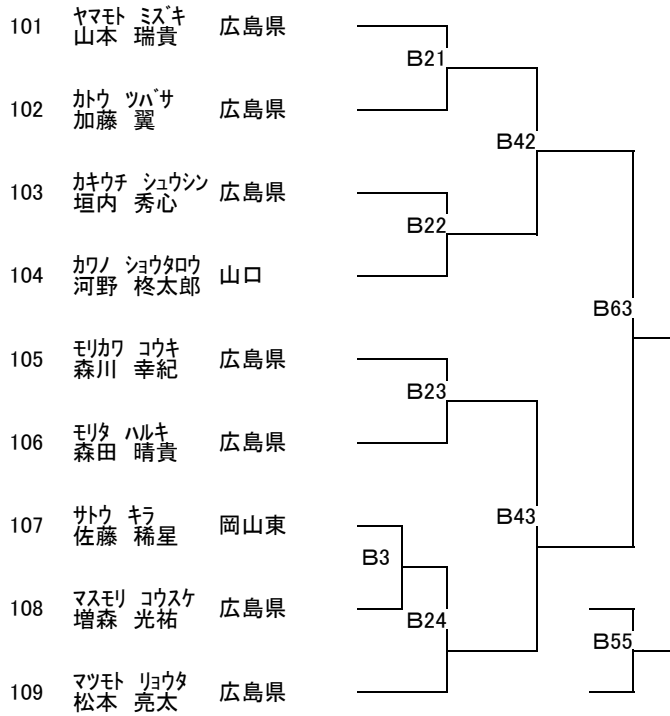 101 ヤマモト ミズキ
山本 瑞貴 広島県
B21
102 カトウ ツバサ
加藤 翼 広島県
B42
103 カキウチ シュウシン
垣内 秀心 広島県
B22
104 カワノ ショウタロウ
河野 柊太郎 山口
B63
105 モリカワ コウキ
森川 幸紀 広島県
B23
106 モリタ ハルキ
森田 晴貴 広島県
B43
107 サトウ キラ
佐藤 稀星 岡山東
B3
108 マスモリ コウスケ
増森 光祐 広島県
B24
B55
109 マツモト リョウタ
松本 亮太 広島県